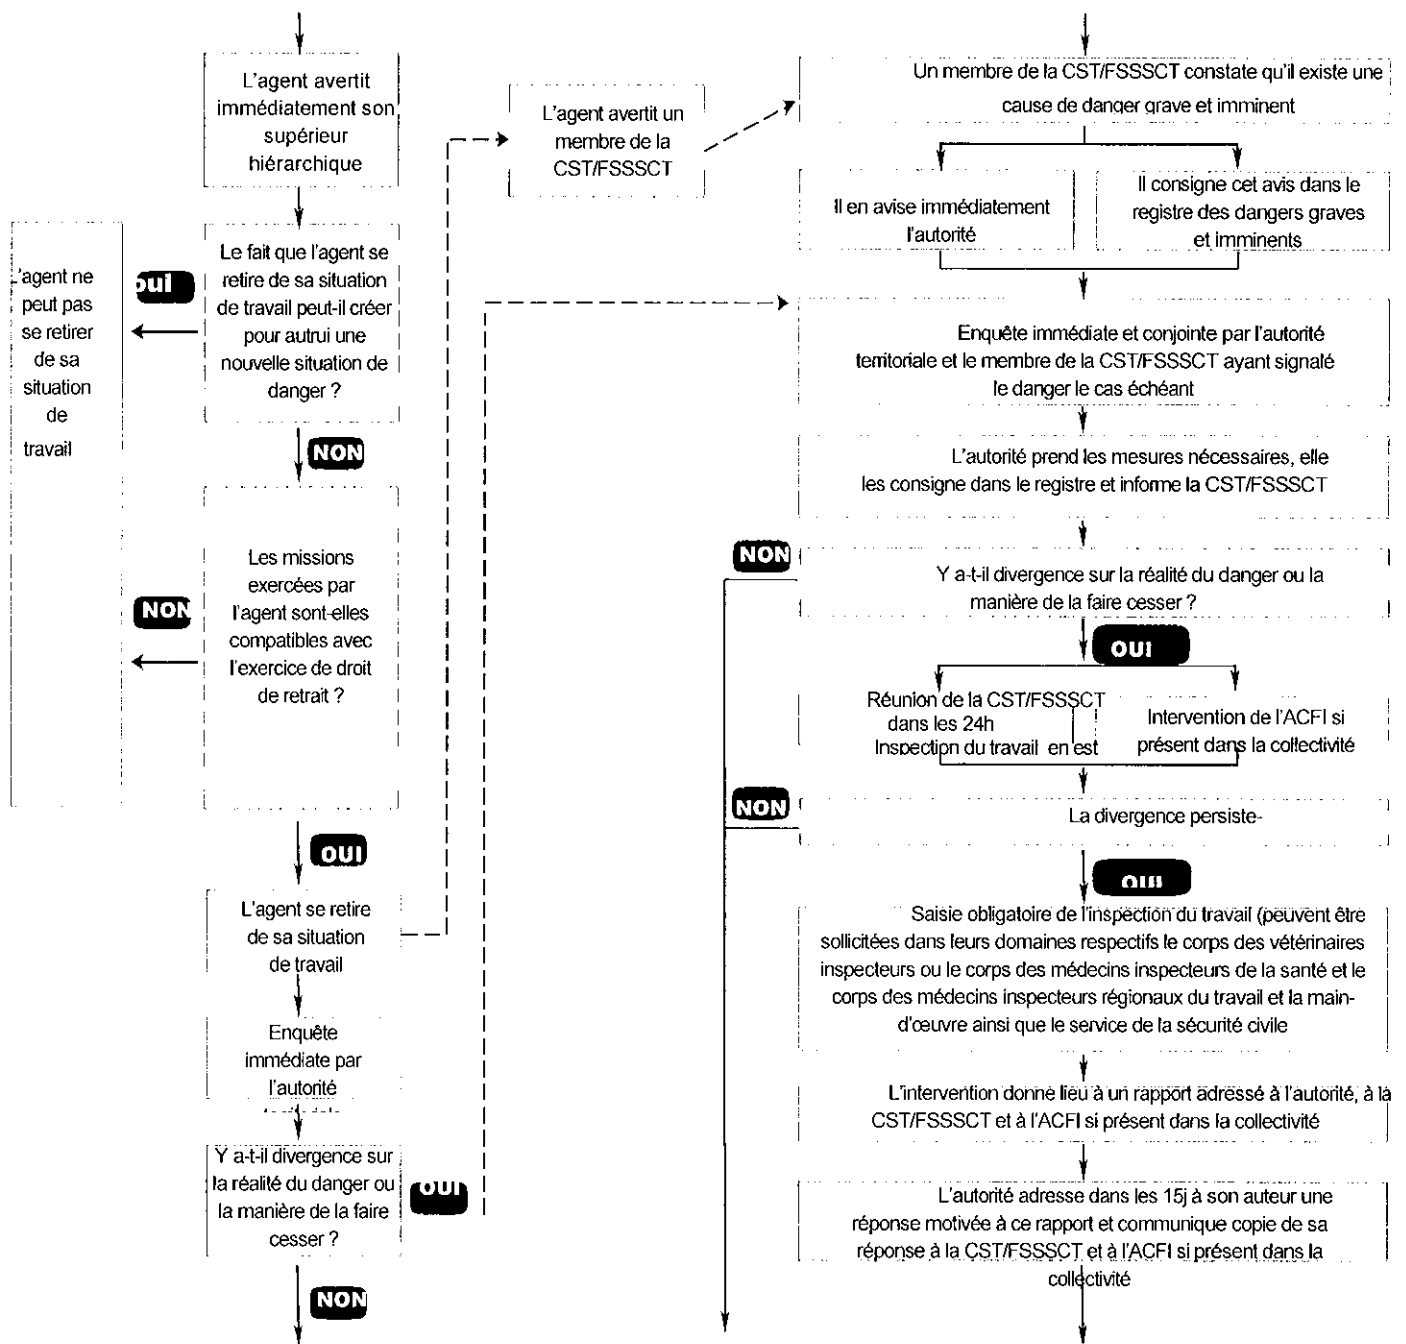 L'agent avertit
immédiatement son
supérieur
hiérarchique
Le fait que l'agent se
retire de sa situation
de travail peut-il créer
pour autrui une
nouvelle situation de
danger ?
oui
'agent ne
peut pas
se retirer
de sa
situation
de
travail
NON
Les missions
exercées par
l'agent sont-elles
compatibles avec
l'exercice de droit
de retrait ?
NON
OUI
L'agent se retire
de sa situation
de travail
Enquête
immédiate par
l'autorité
Y a-t-il divergence sur
la réalité du danger ou
la manière de la faire
cesser ?
OUI
NON
L'agent avertit un
membre de la
CST/FSSSCT
Un membre de la CST/FSSSCT constate qu'il existe une
cause de danger grave et imminent
Il en avise immédiatement
l'autorité
Il consigne cet avis dans le
registre des dangers graves
et imminents
Enquête immédiate et conjointe par l'autorité
territoriale et le membre de la CST/FSSSCT ayant signalé
le danger le cas échéant
L'autorité prend les mesures nécessaires, elle
les consigne dans le registre et informe la CST/FSSSCT
NON
Y a-t-il divergence sur la réalité du danger ou la
manière de la faire cesser ?
OUI
Réunion de la CST/FSSSCT
dans les 24h
Inspection du travail en est
Intervention de l'ACFI si
présent dans la collectivité
NON
La divergence persiste-
OUI
Saisie obligatoire de l'inspection du travail (peuvent être
sollicitées dans leurs domaines respectifs le corps des vétérinaires
inspecteurs ou le corps des médecins inspecteurs de la santé et le
corps des médecins inspecteurs régionaux du travail et la main-
d'œuvre ainsi que le service de la sécurité civile
L'intervention donne lieu à un rapport adressé à l'autorité, à la
CST/FSSSCT et à l'ACFI si présent dans la collectivité
L'autorité adresse dans les 15j à son auteur une
réponse motivée à ce rapport et communique copie de sa
réponse à la CST/FSSSCT et à l'ACFI si présent dans la
collectivité